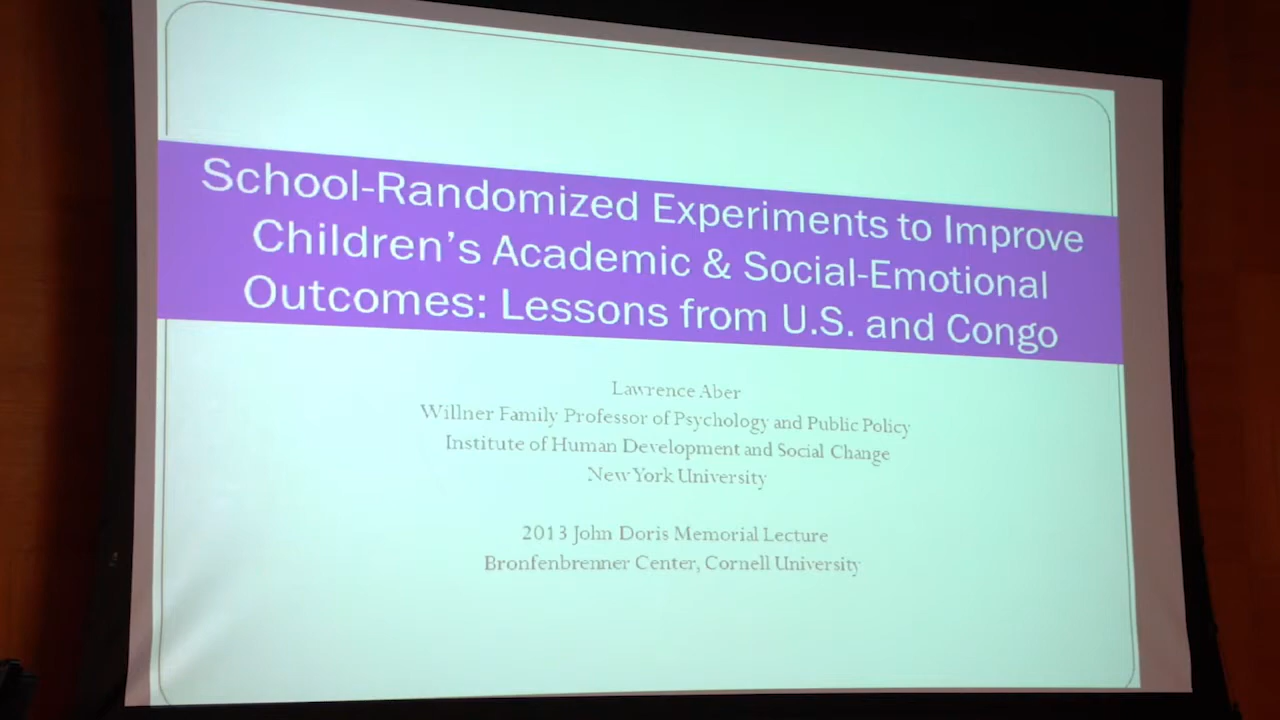 School-Randomized Experiments to Improve
Children's Academic & Social-Emotional
Outcomes: Lessons from U.S. and Congo
Lawrence Aber
Willner Family Professor of Psychology and Public Policy
Institute of Human Development and Social Change
New York University
2013 John Doris Memorial Lecture
Bronfenbrenner Center, Cornell University